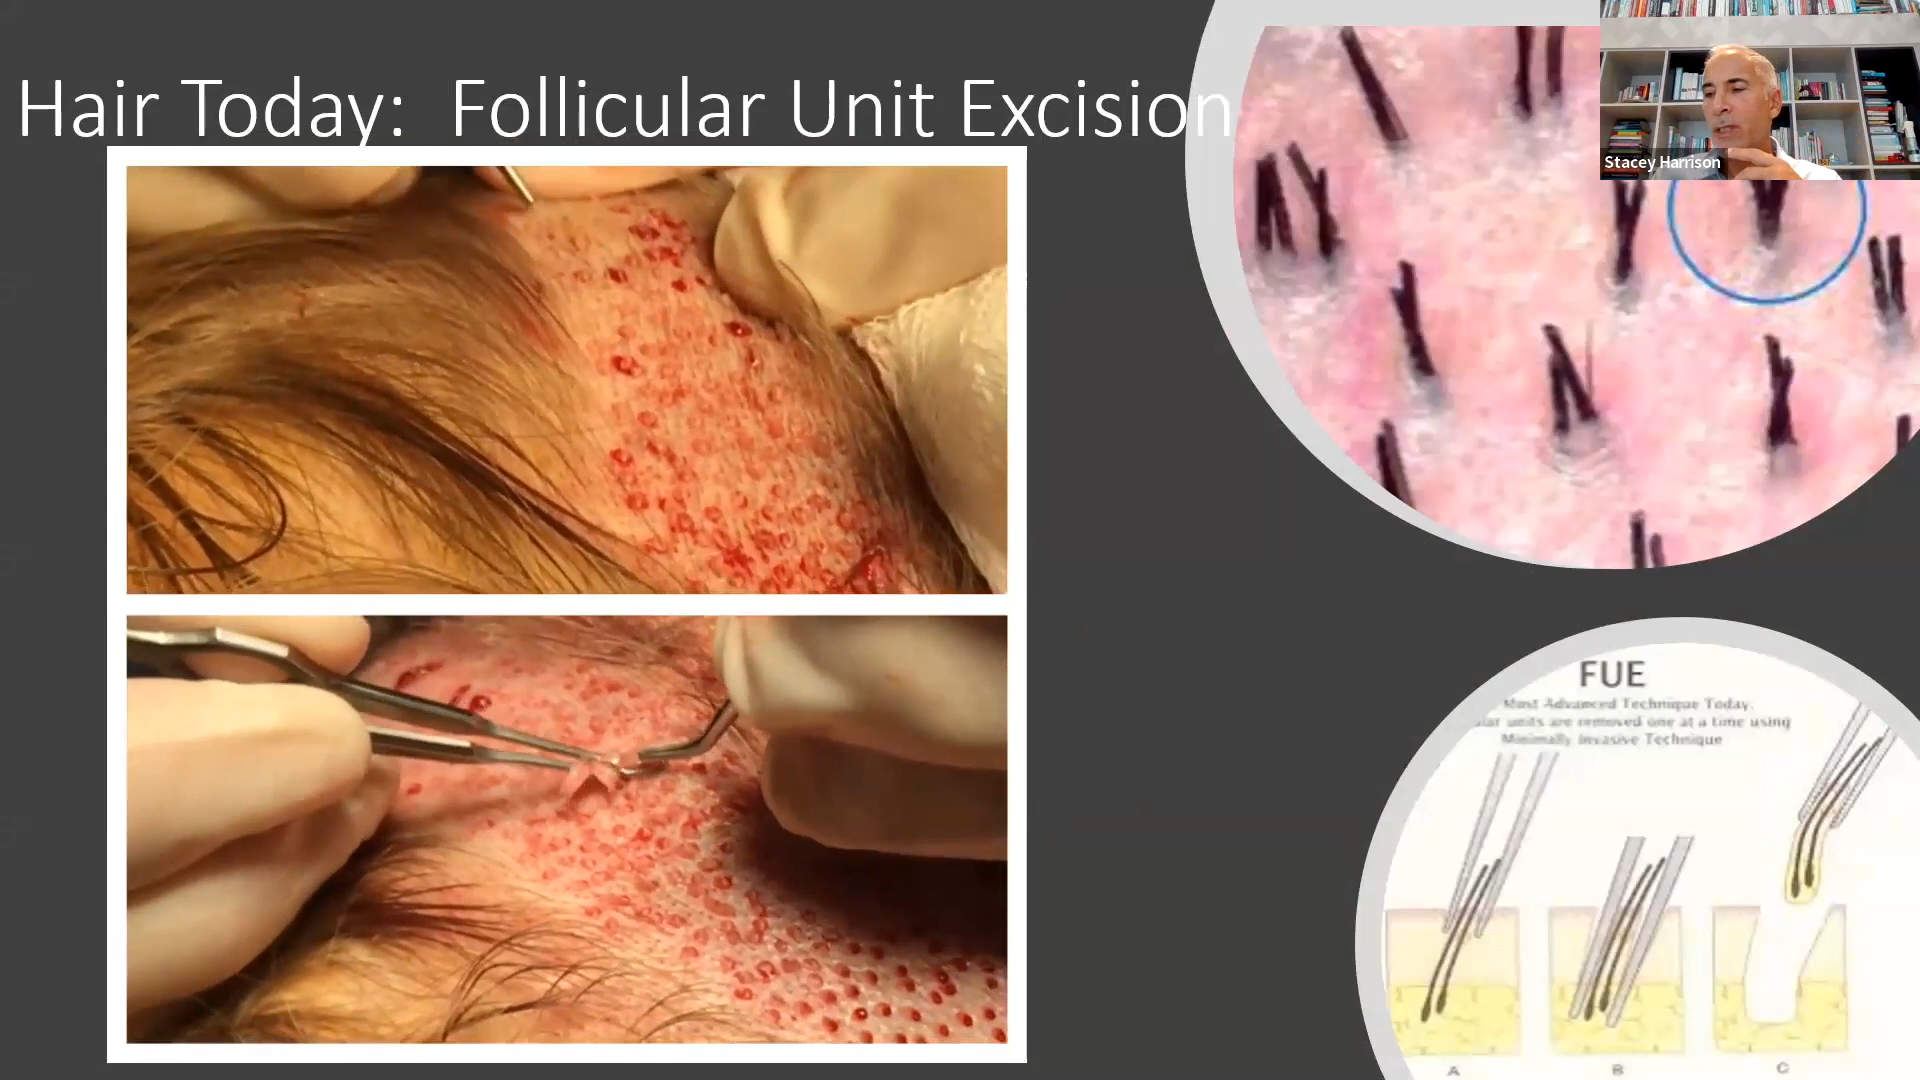 Hair Today: Follicular Unit Excision
Stacey Harrison
FUE
Most Advanced Technique Today.
units are removed one at a time using
Minimally Invasive Technique
A B C